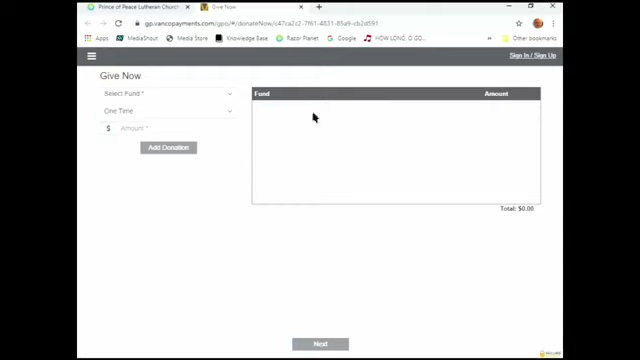 Prince of Peace Lutheran Church
Give Now
gp.vancopayments.com/gps/#/donateNow/c47ca2c2-7f61-4831-85a9-cb2d591
Apps MediaShout Media Store Knowledge Base Razor Planet Google HOW LONG, O GO... Other bookmarks
Sign In / Sign Up
Give Now
Select Fund *
One Time
$ Amount *
Add Donation
Fund Amount
Total: $0.00
Next